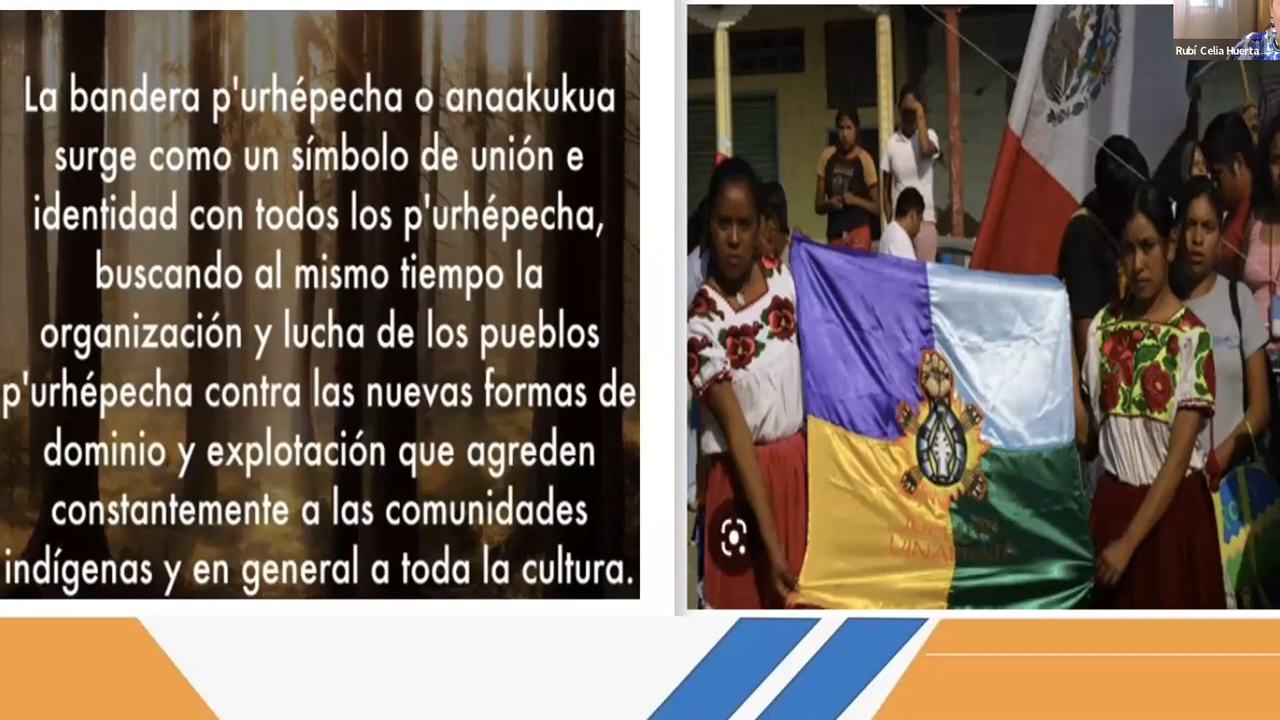 La bandera p'urhépecha o anaakukua
surge como un símbolo de unión e
identidad con todos los p'urhépecha,
buscando al mismo tiempo la
organización y lucha de los pueblos
p'urhépecha contra las nuevas formas de
dominio y explotación que agreden
constantemente a las comunidades
indígenas y en general a toda la cultura.
Rubí Celia Huerta